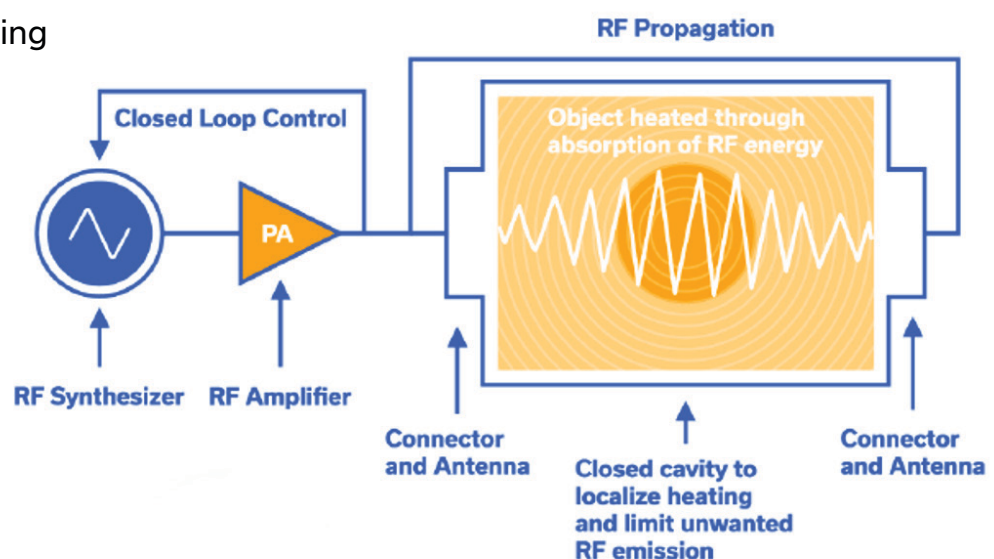 ing
RF Propagation
Closed Loop Control
Object heated through
absorption of RF energy
PA
RF Synthesizer
RF Amplifier
Connector
and Antenna
Closed cavity to
localize heating
and limit unwanted
RF emission
Connector
and Antenna